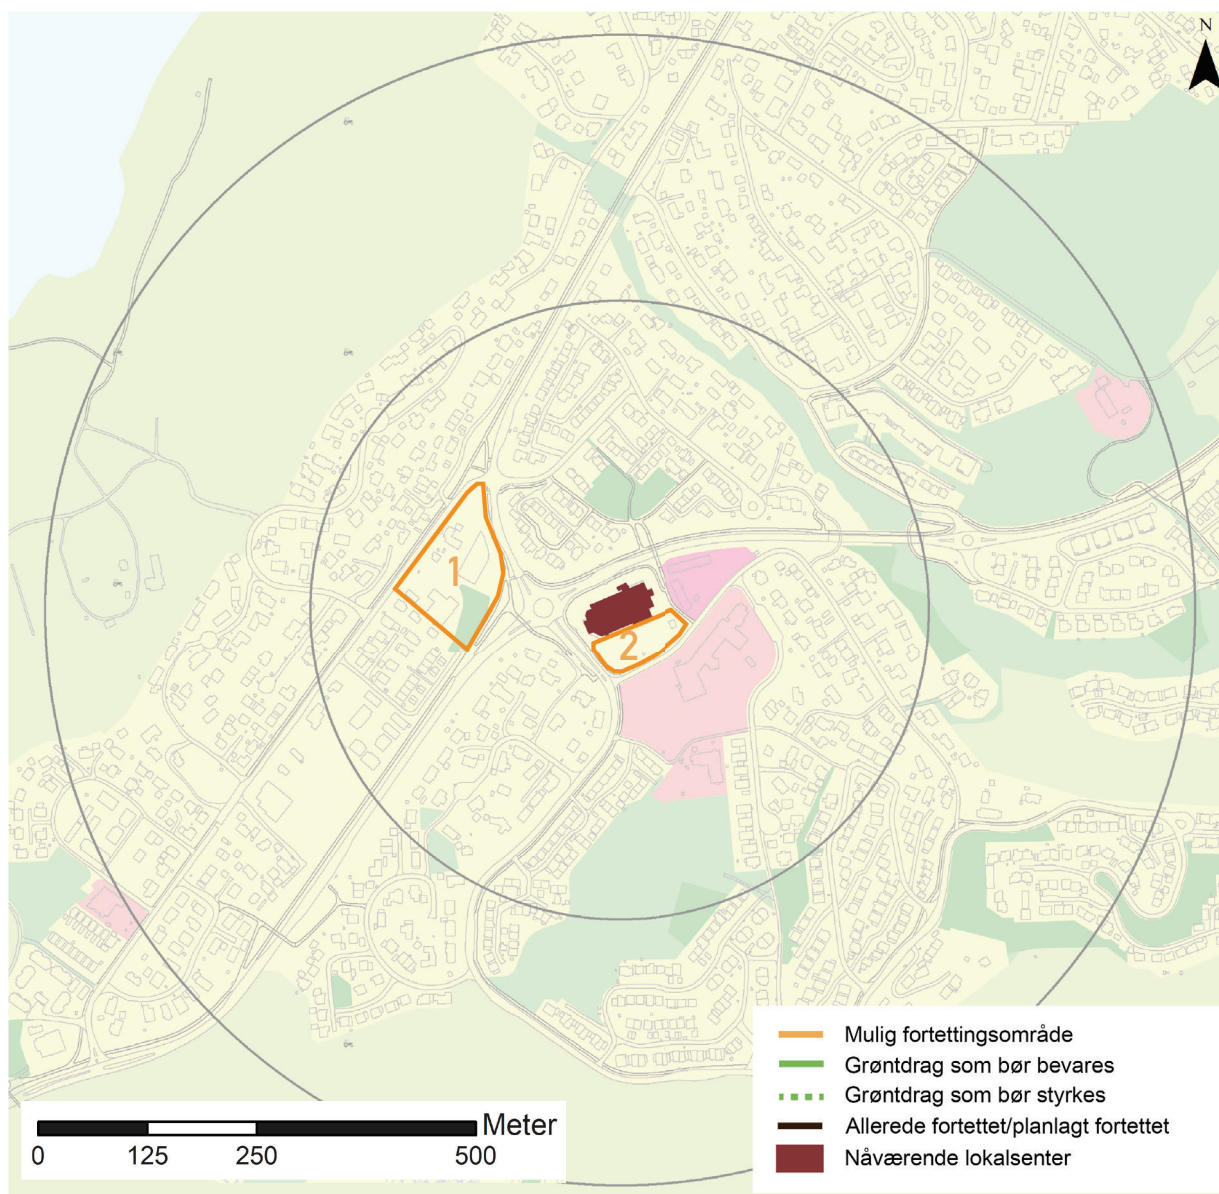 N
1
2
Mulig fortettingsområde
Grøntdrag som bør bevares
Grøntdrag som bør styrkes
Allerede fortettet/planlagt fortettet
Nåværende lokalsenter
Meter
0 125 250 500